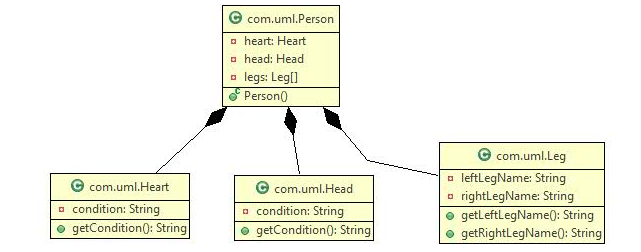 C com.uml.Person
heart: Heart
head: Head
legs: Leg[]
C Person()
C com.uml.Heart
condition: String
getCondition(): String
C com.uml.Head
condition: String
getCondition(): String
C com.uml.Leg
leftLegName: String
rightLegName: String
getLeftLegName(): String
getRightLegName(): String